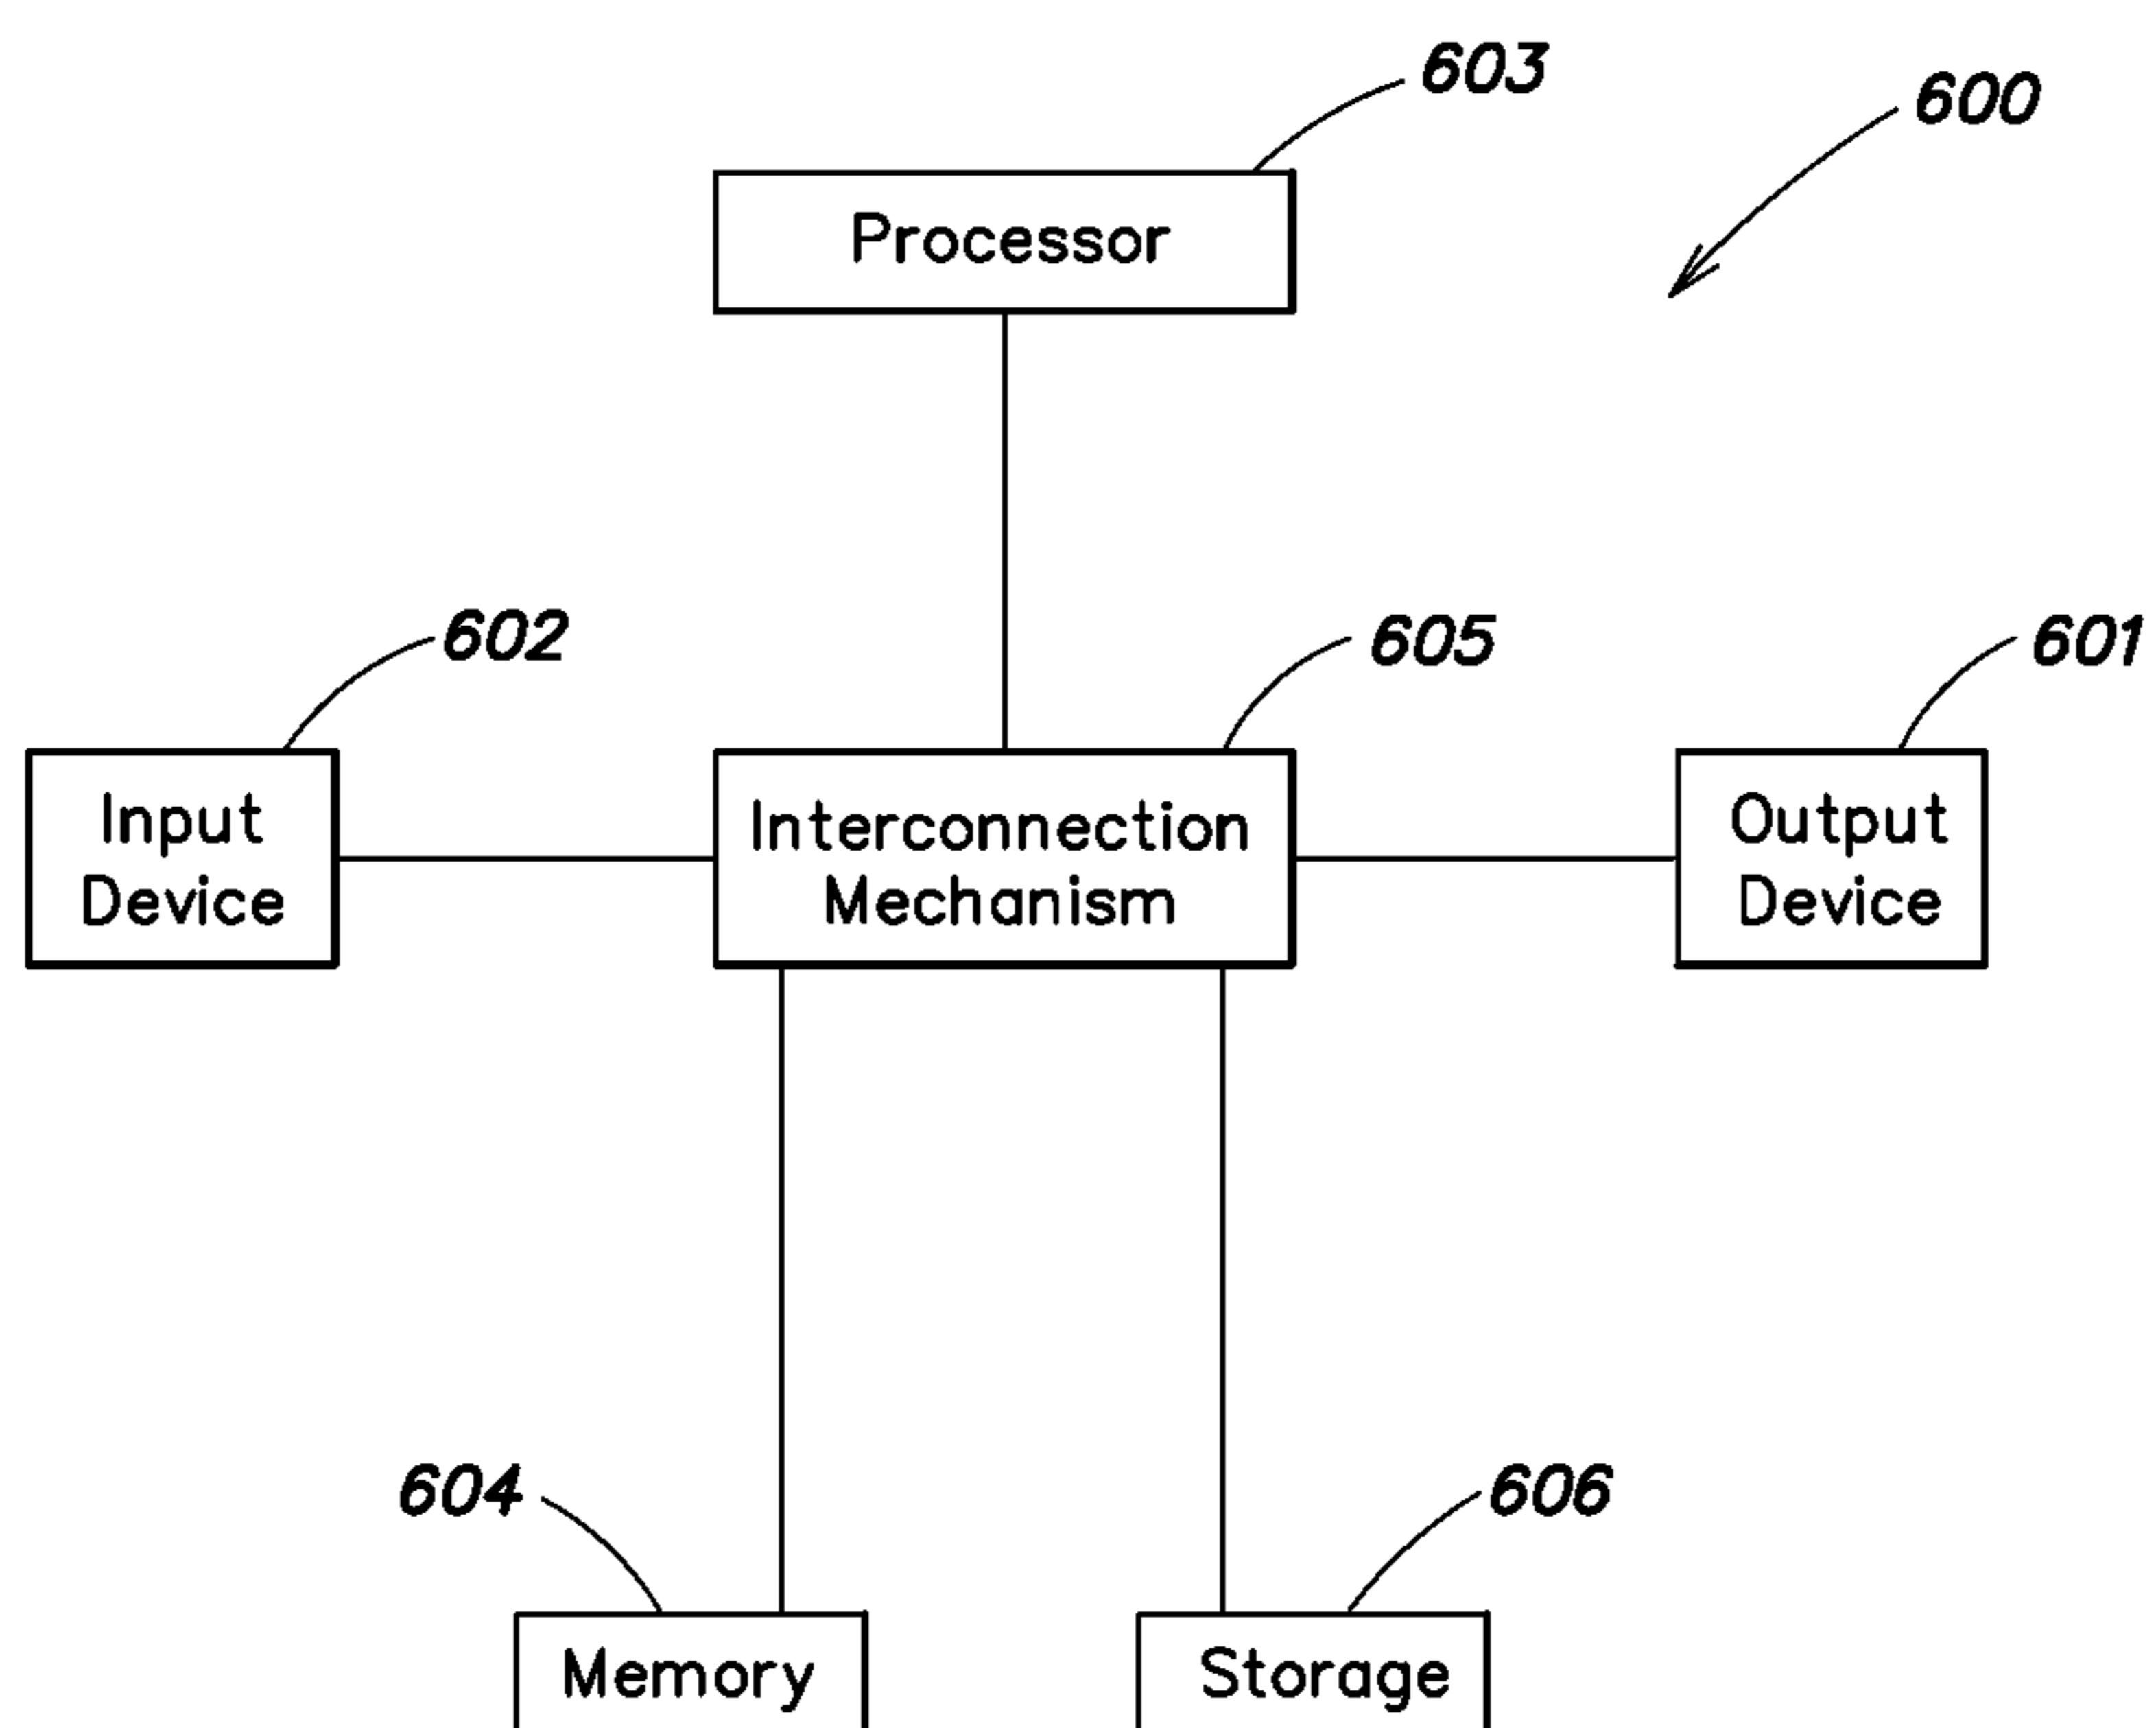 603
600
Processor
602
605
601
Input
Device
Interconnection
Mechanism
Output
Device
604
606
Memory
Storage